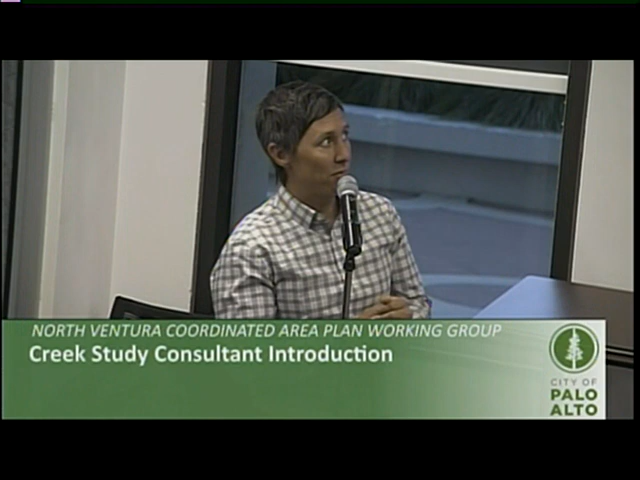 NORTH VENTURA COORDINATED AREA PLAN WORKING GROUP
Creek Study Consultant Introduction
CITY OF
PALO
ALTO